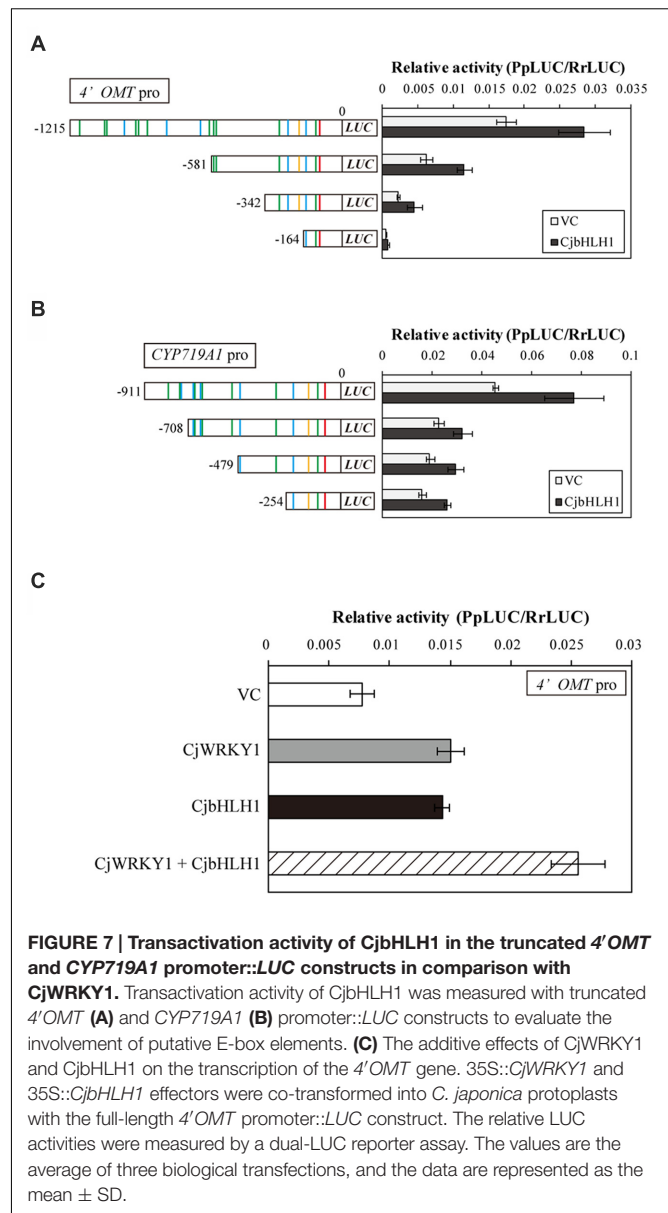 A
Relative activity (PpLUC/RrLUC)
4' OMT pro
0
0 0.005 0.01 0.015 0.02 0.025 0.03 0.035
-1215
LUC
-581
LUC
-342
LUC
VC
CjbHLH1
-164
LUC
B
Relative activity (PpLUC/RrLUC)
CYP719A1 pro
0
0 0.02 0.04 0.06 0.08 0.1
-911
LUC
-708
LUC
-479
LUC
VC
CjbHLH1
-254
LUC
C
Relative activity (PpLUC/RrLUC)
0 0.005 0.01 0.015 0.02 0.025 0.03
4' OMT pro
VC
CjWRKY1
CjbHLH1
CjWRKY1 + CjbHLH1
FIGURE 7 | Transactivation activity of CjbHLH1 in the truncated 4′OMT
and CYP719A1 promoter::LUC constructs in comparison with
CjWRKY1. Transactivation activity of CjbHLH1 was measured with truncated
4′OMT (A) and CYP719A1 (B) promoter::LUC constructs to evaluate the
involvement of putative E-box elements. (C) The additive effects of CjWRKY1
and CjbHLH1 on the transcription of the 4′OMT gene. 35S::CjWRKY1 and
35S::CjbHLH1 effectors were co-transformed into C. japonica protoplasts
with the full-length 4′OMT promoter::LUC construct. The relative LUC
activities were measured by a dual-LUC reporter assay. The values are the
average of three biological transfections, and the data are represented as the
mean ± SD.